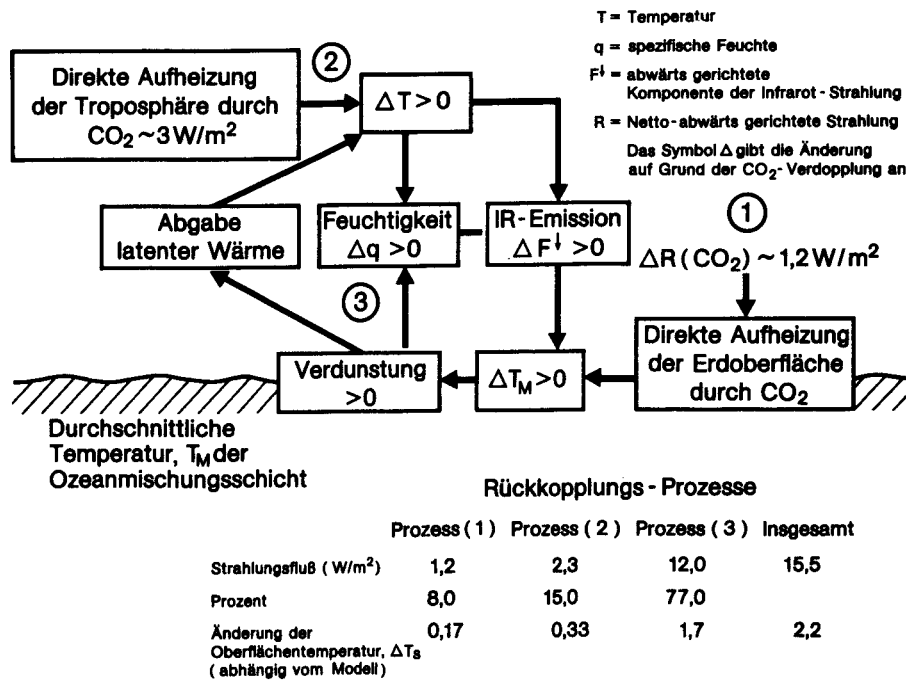 T = Temperatur
q = spezifische Feuchte
F↓ = abwärts gerichtete
Komponente der Infrarot-Strahlung
R = Netto-abwärts gerichtete Strahlung
Das Symbol Δ gibt die Änderung
auf Grund der CO₂-Verdopplung an
Direkte Aufheizung
der Troposphäre durch
CO₂ ~ 3 W/m²
2
ΔT > 0
Abgabe
latenter Wärme
Feuchtigkeit
Δq > 0
IR-Emission
ΔF↓ > 0
1
ΔR (CO₂) ~ 1,2 W/m²
3
Direkte Aufheizung
der Erdoberfläche
durch CO₂
Verdunstung
>0
ΔT_M > 0
Durchschnittliche
Temperatur, T_M der
Ozeanmischungsschicht
Rückkopplungs-Prozesse
Prozess (1) Prozess (2) Prozess (3) Insgesamt
Strahlungsfluß (W/m²) 1,2 2,3 12,0 15,5
Prozent 8,0 15,0 77,0
Änderung der 0,17 0,33 1,7 2,2
Oberflächentemperatur, ΔT_s
(abhängig vom Modell)